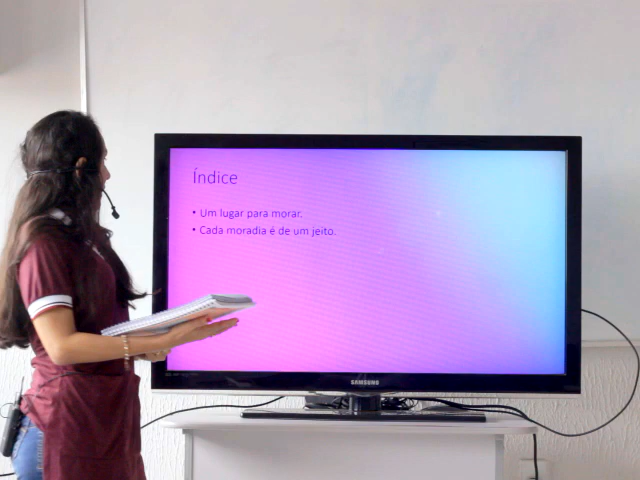 Índice
• Um lugar para morar.
• Cada moradia é de um jeito.
SAMSUNG